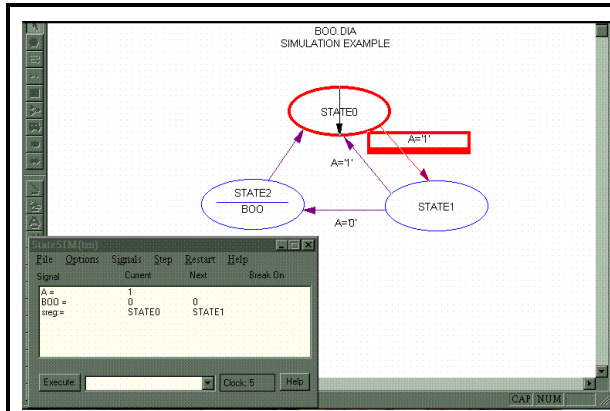 BOO.DIA
SIMULATION EXAMPLE
STATE0
A='1'
A='1'
STATE2
BOO
STATE1
A='0'
StateSIM(tm)
File Options Signals Step Restart Help
Signal Current Next Break On
A = 1
BOO = 0 0
sreg:= STATE0 STATE1
Execute: Clock: 5 Help
CAP NUM